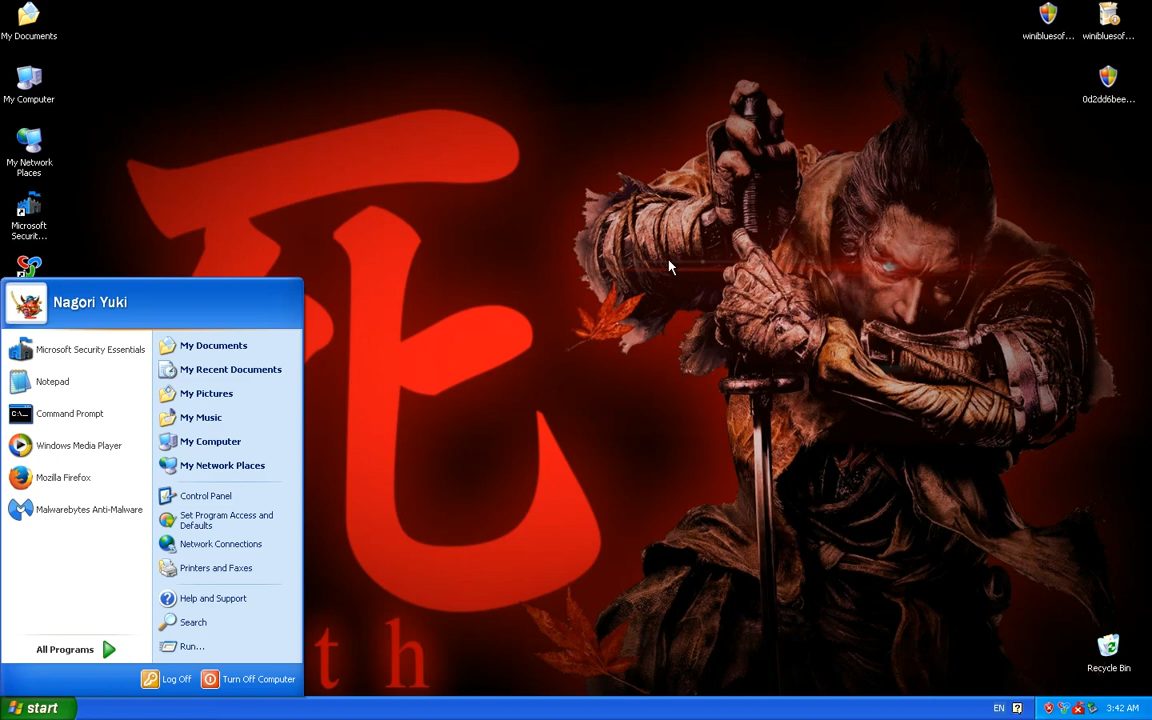 My Documents
winibluesof...
winibluesof...
My Computer
0d2dd6bee...
My Network
Places
Microsoft
Securit...
死
Nagori Yuki
Microsoft Security Essentials
Notepad
Command Prompt
Windows Media Player
Mozilla Firefox
Malwarebytes Anti-Malware
All Programs
My Documents
My Recent Documents
My Pictures
My Music
My Computer
My Network Places
Control Panel
Set Program Access and
Defaults
Network Connections
Printers and Faxes
Help and Support
Search
Run...
Log Off
Turn Off Computer
t h
Recycle Bin
start
EN
3:42 AM